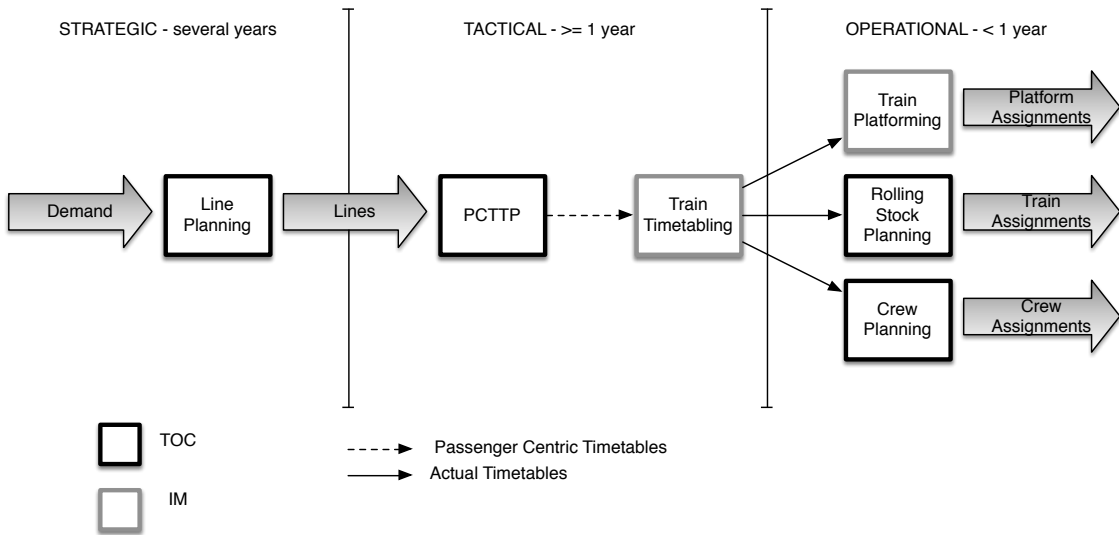 STRATEGIC - several years
TACTICAL - >= 1 year
OPERATIONAL - < 1 year
Demand
Line
Planning
Lines
PCTTP
Train
Timetabling
Train
Platforming
Platform
Assignments
Rolling
Stock
Planning
Train
Assignments
Crew
Planning
Crew
Assignments
TOC
IM
Passenger Centric Timetables
Actual Timetables